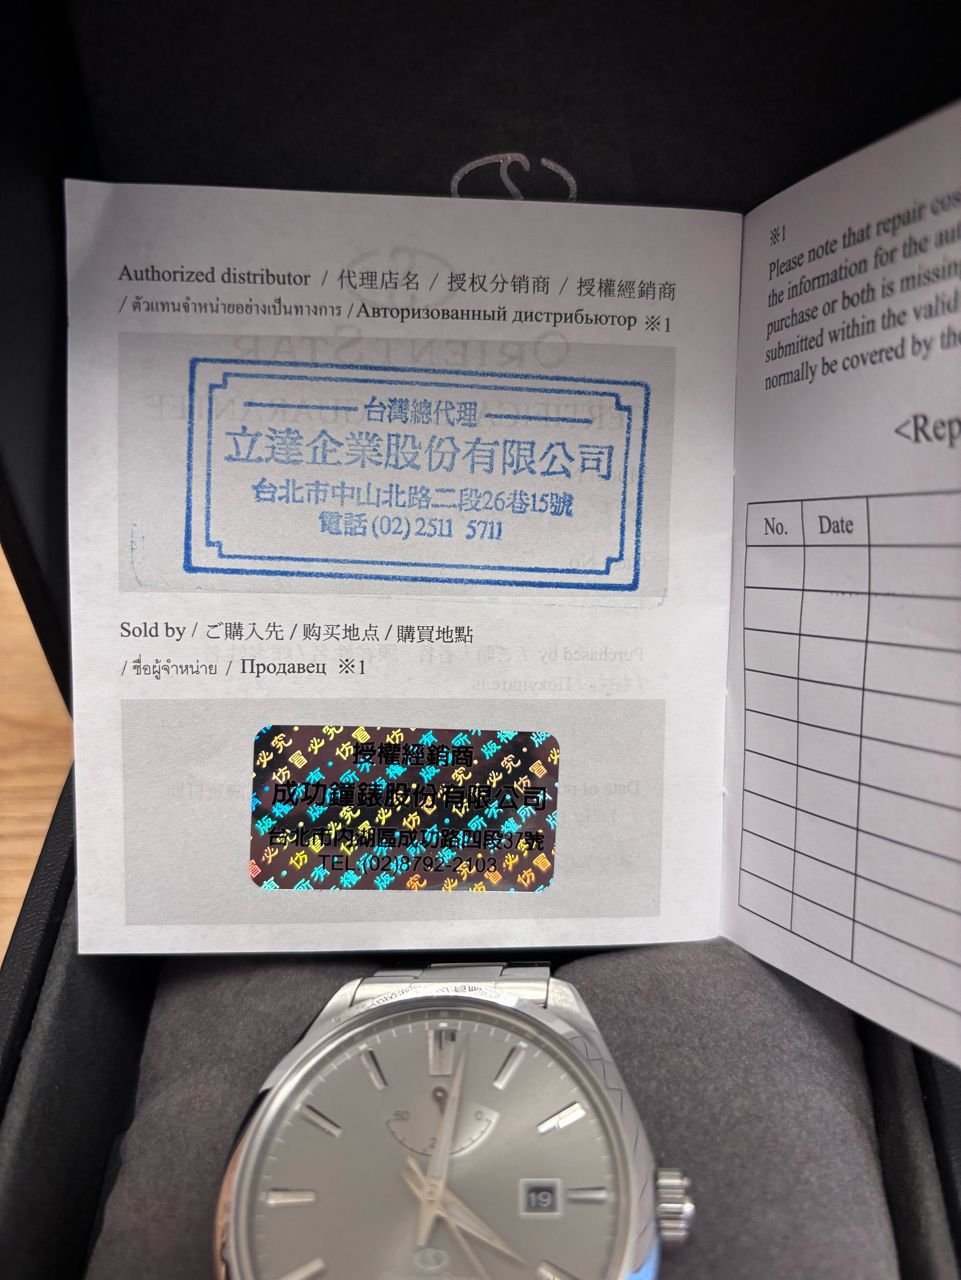 Authorized distributor / 代理店名 / 授权分销商 / 授權經銷商
/ ตัวแทนจำหน่ายอย่างเป็นทางการ / Авторизованный дистрибьютор ※1
台灣總代理
立達企業股份有限公司
台北市中山北路二段26巷15號
電話(02)2511 5711
Sold by / ご購入先 / 购买地点 / 購買地點
/ ชื่อผู้จำหน่าย / Продавец ※1
授權經銷商
成功鐘錶股份有限公司
台北市內湖區成功路四段37號
TEL:(02)8792-2103
※1
Please note that repair
the information for the
purchase or both is
submitted within the valid
normally be covered by the
No. Date
50 0
19